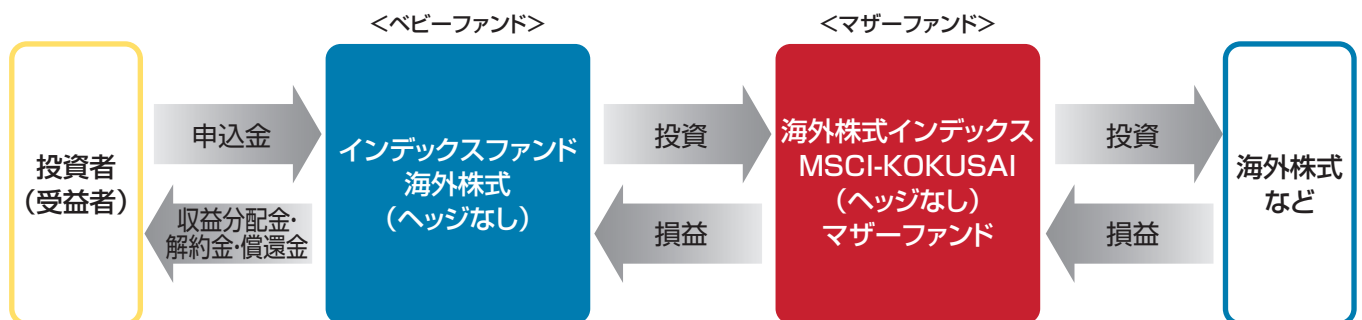 <ベビーファンド>
<マザーファンド>
投資者
(受益者)
申込金
収益分配金・
解約金・償還金
インデックスファンド
海外株式
(ヘッジなし)
投資
損益
海外株式インデックス
MSCI-KOKUSAI
(ヘッジなし)
マザーファンド
投資
損益
海外株式
など